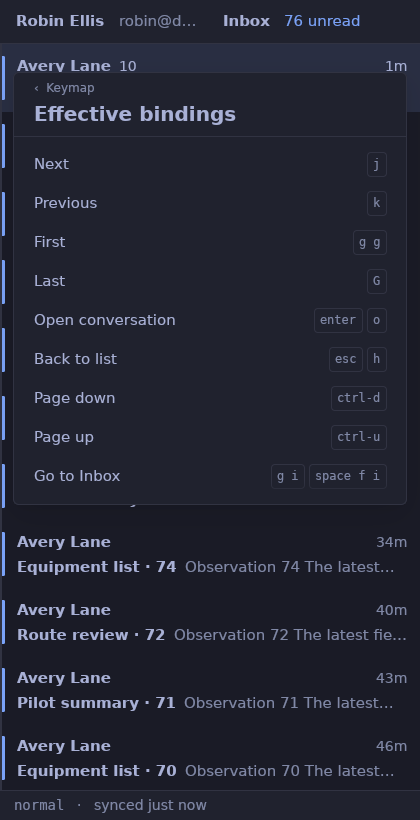 Robin Ellis robin@d... Inbox 76 unread
Avery Lane 10 1m
‹ Keymap
Effective bindings
Next j
Previous k
First g g
Last G
Open conversation enter o
Back to list esc h
Page down ctrl-d
Page up ctrl-u
Go to Inbox g i space f i
Avery Lane 34m
Equipment list · 74 Observation 74 The latest...
Avery Lane 40m
Route review · 72 Observation 72 The latest fie...
Avery Lane 43m
Pilot summary · 71 Observation 71 The latest...
Avery Lane 46m
Equipment list · 70 Observation 70 The latest...
normal · synced just now